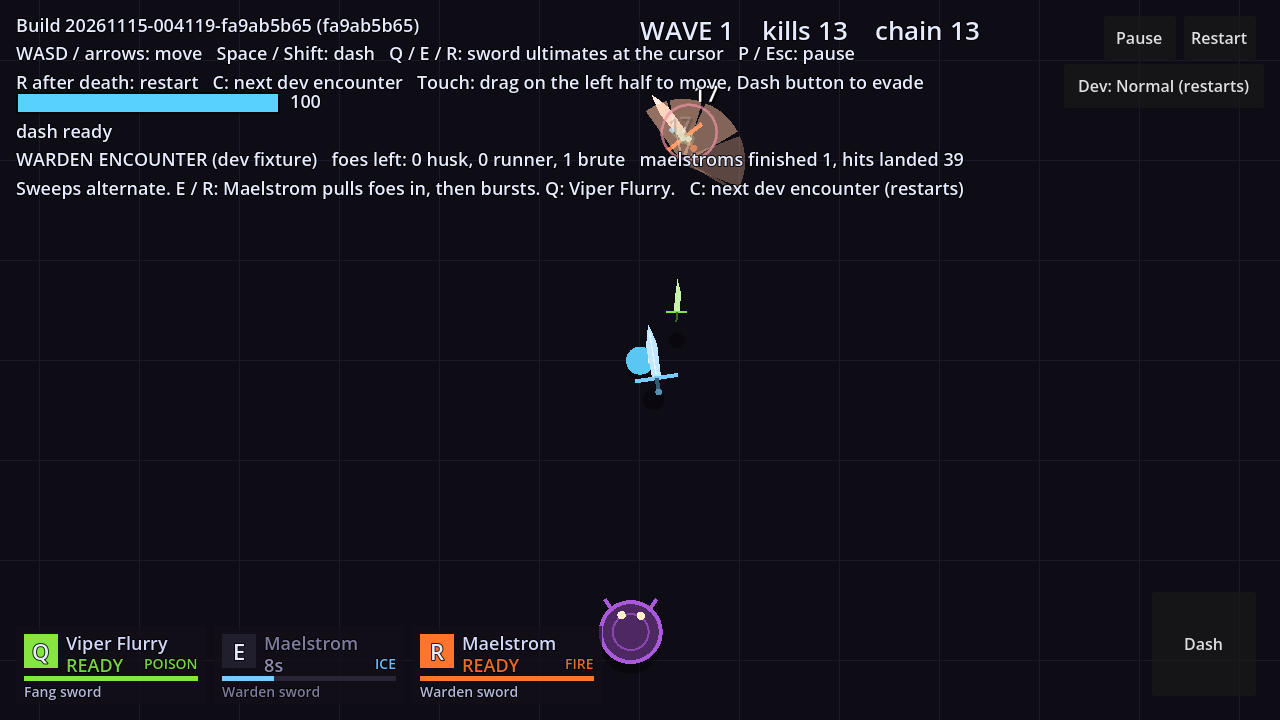 Build 20261115-004119-fa9ab5b65 (fa9ab5b65)
WAVE 1 kills 13 chain 13
Pause
Restart
WASD / arrows: move Space / Shift: dash Q / E / R: sword ultimates at the cursor P / Esc: pause
R after death: restart C: next dev encounter Touch: drag on the left half to move, Dash button to evade
Dev: Normal (restarts)
100
17
dash ready
WARDEN ENCOUNTER (dev fixture) foes left: 0 husk, 0 runner, 1 brute maelstroms finished 1, hits landed 39
Sweeps alternate. E / R: Maelstrom pulls foes in, then bursts. Q: Viper Flurry. C: next dev encounter (restarts)
Q
Viper Flurry
READY
POISON
Fang sword
E
Maelstrom
8s
ICE
Warden sword
R
Maelstrom
READY
FIRE
Warden sword
Dash